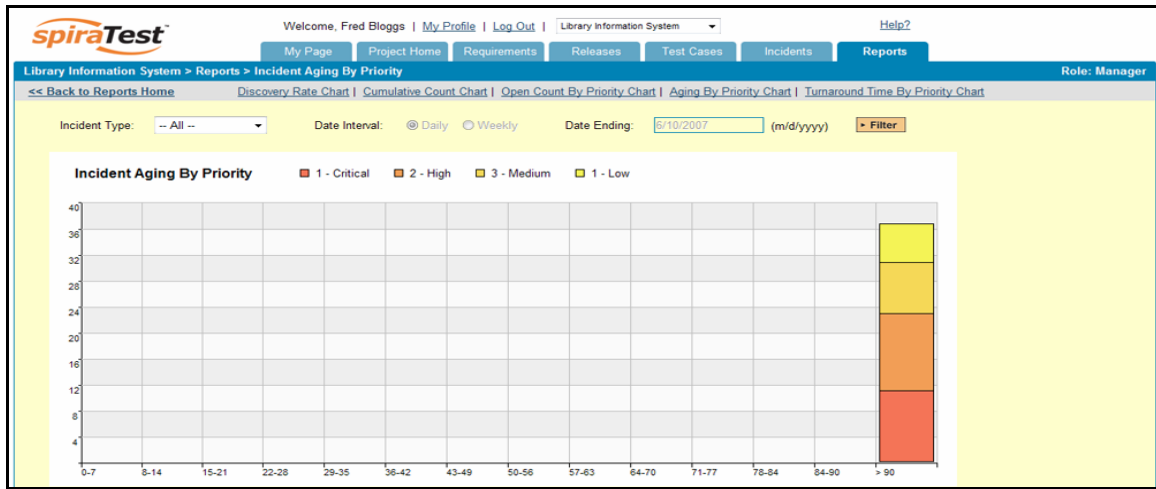 spiraTest™
Welcome, Fred Bloggs | My Profile | Log Out | Library Information System
Help?
My Page Project Home Requirements Releases Test Cases Incidents Reports
Library Information System > Reports > Incident Aging By Priority Role: Manager
<< Back to Reports Home Discovery Rate Chart | Cumulative Count Chart | Open Count By Priority Chart | Aging By Priority Chart | Turnaround Time By Priority Chart
Incident Type: -- All -- Date Interval: Daily Weekly Date Ending: 6/10/2007 (m/d/yyyy) Filter
Incident Aging By Priority 1 - Critical 2 - High 3 - Medium 1 - Low
40
36
32
28
24
20
16
12
8
4
0-7 8-14 15-21 22-28 29-35 36-42 43-49 50-56 57-63 64-70 71-77 78-84 84-90 > 90